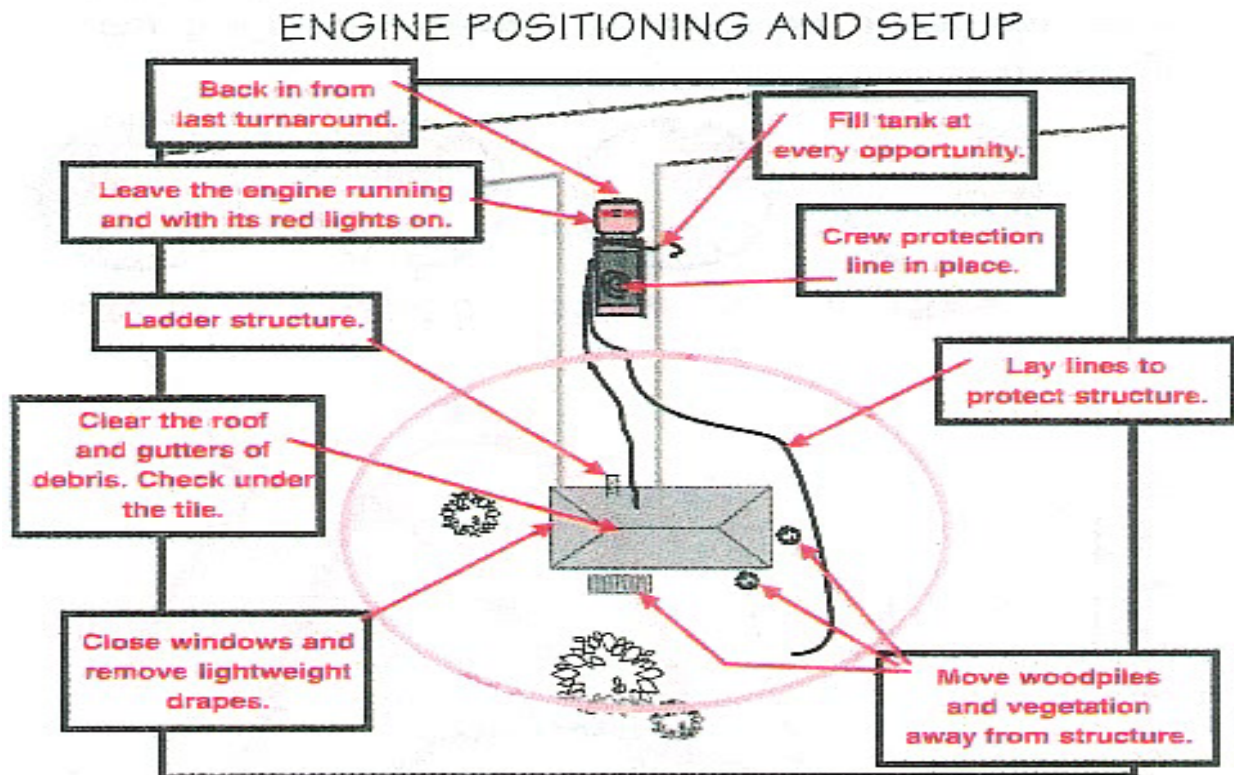 ENGINE POSITIONING AND SETUP
Back in from
last turnaround.
Fill tank at
every opportunity.
Leave the engine running
and with its red lights on.
Crew protection
line in place.
Ladder structure.
Lay lines to
protect structure.
Clear the roof
and gutters of
debris. Check under
the tile.
Close windows and
remove lightweight
drapes.
Move woodpiles
and vegetation
away from structure.